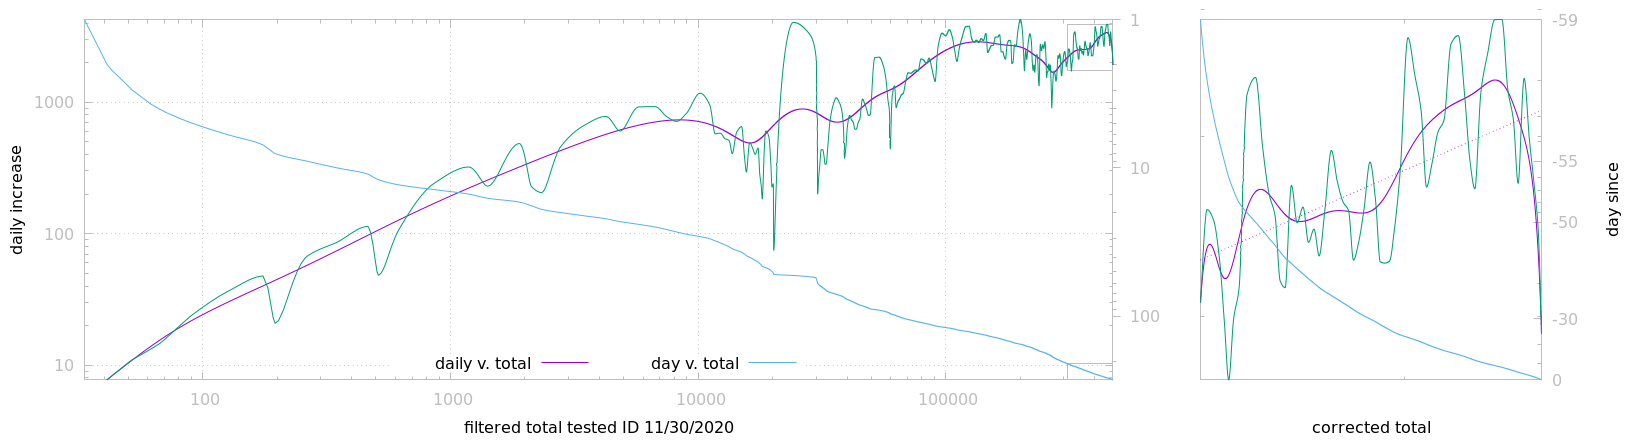 daily increase
1000
100
10
100
1000
10000
100000
1
10
100
daily v. total
day v. total
filtered total tested ID 11/30/2020
-59
-55
-50
-30
0
day since
corrected total